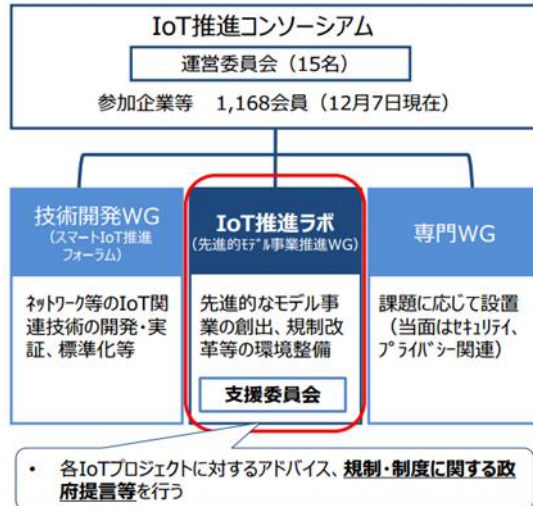 IoT推進コンソーシアム
運営委員会（15名）
参加企業等　1,168会員（12月7日現在）
技術開発WG
（スマートIoT推進
フォーラム）
ﾈｯﾄﾜｰｸ等のIoT関
連技術の開発・実
証、標準化等
IoT推進ラボ
（先進的ﾓﾃﾞﾙ事業推進WG）
先進的なモデル事
業の創出、規制改
革等の環境整備
支援委員会
専門WG
課題に応じて設置
（当面はｾｷｭﾘﾃｨ、
ﾌﾟﾗｲﾊﾞｼｰ関連）
• 各IoTプロジェクトに対するアドバイス、規制・制度に関する政
府提言等を行う